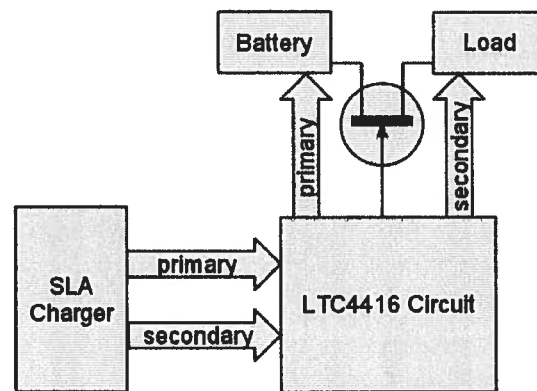 Battery
Load
primary
secondary
SLA
Charger
primary
secondary
LTC4416 Circuit